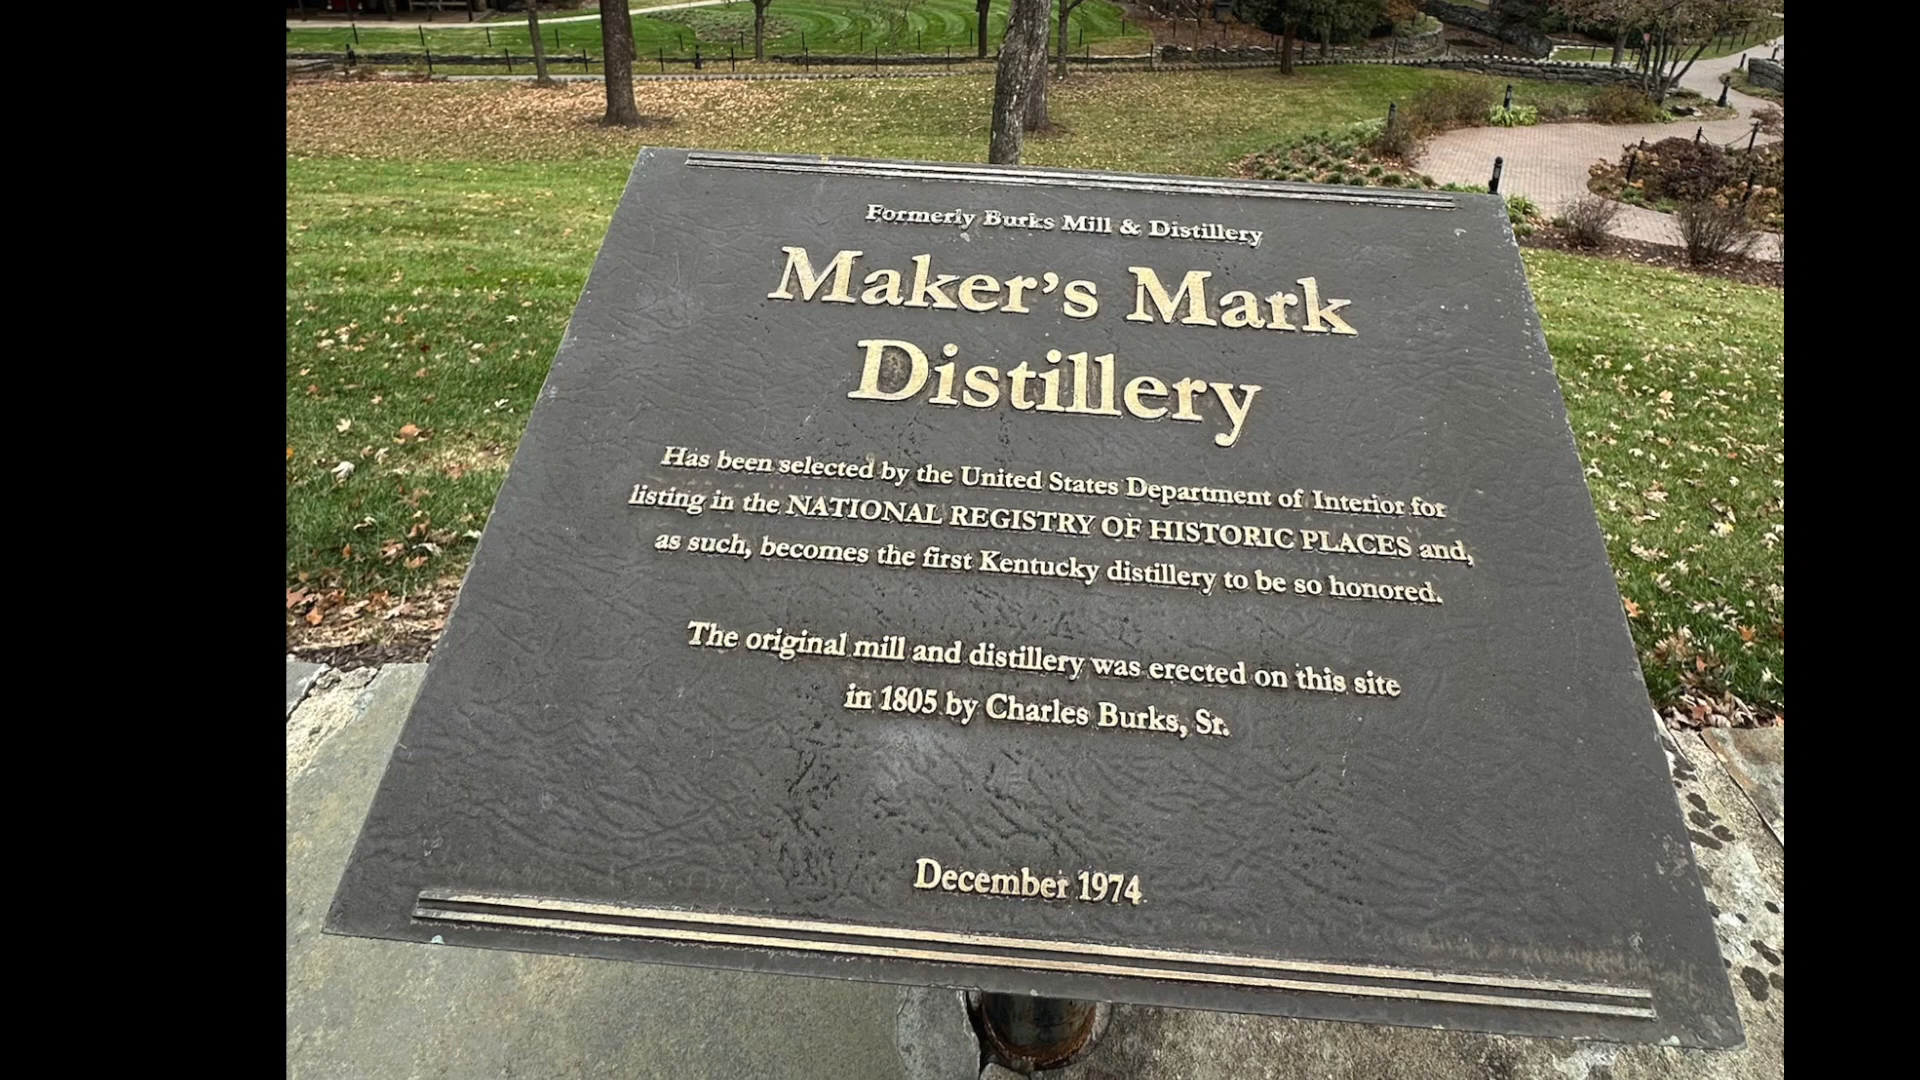 Formerly Burks Mill & Distillery
Maker's Mark
Distillery
Has been selected by the United States Department of Interior for
listing in the NATIONAL REGISTRY OF HISTORIC PLACES and,
as such, becomes the first Kentucky distillery to be so honored.
The original mill and distillery was erected on this site
in 1805 by Charles Burks, Sr.
December 1974